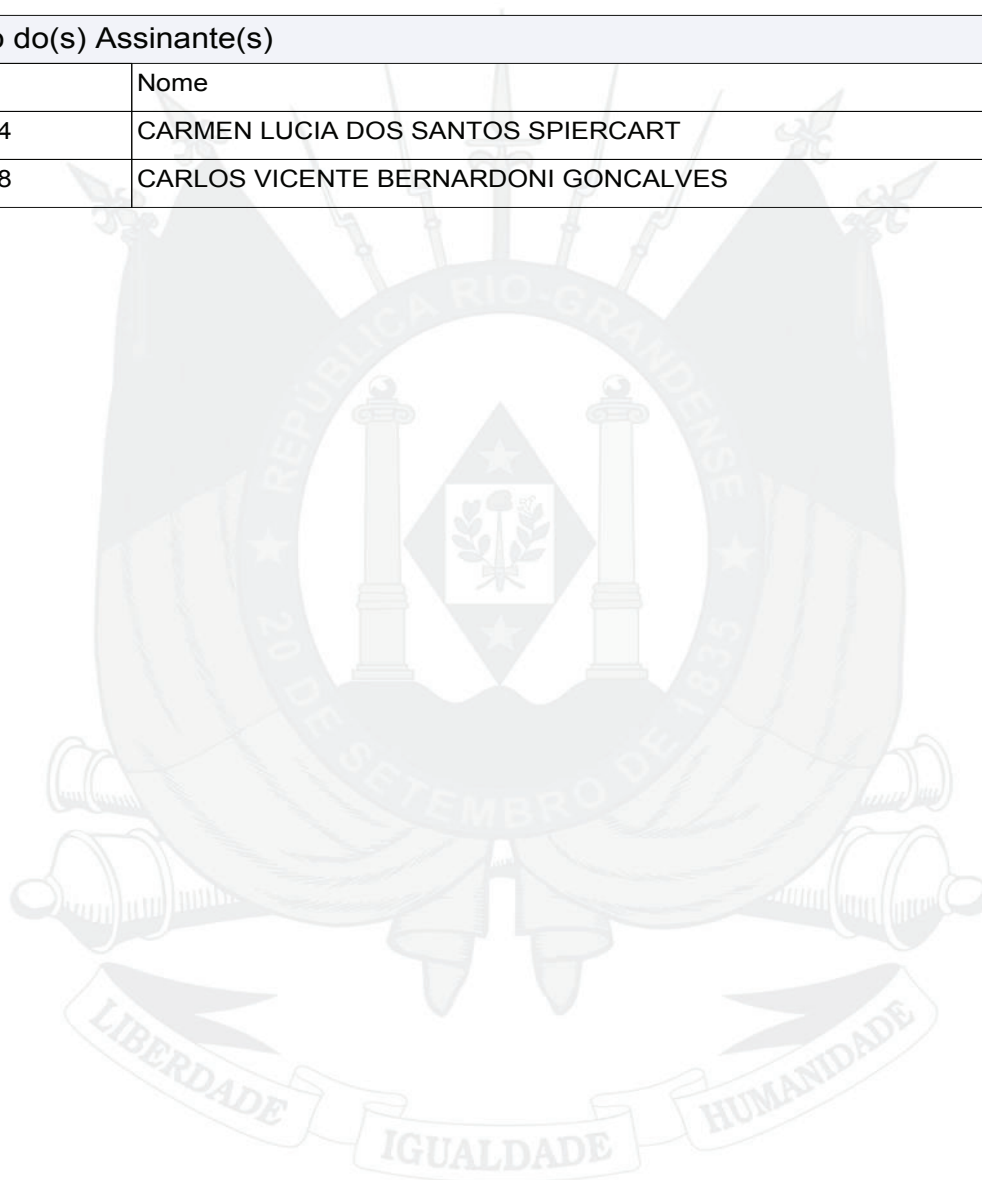 o do(s) Assinante(s)
Nome
4 CARMEN LUCIA DOS SANTOS SPIERCART
8 CARLOS VICENTE BERNARDONI GONCALVES
REPÚBLICA RIO-GRANDENSE
20 DE SETEMBRO DE 1835
LIBERDADE
IGUALDADE
HUMANIDADE